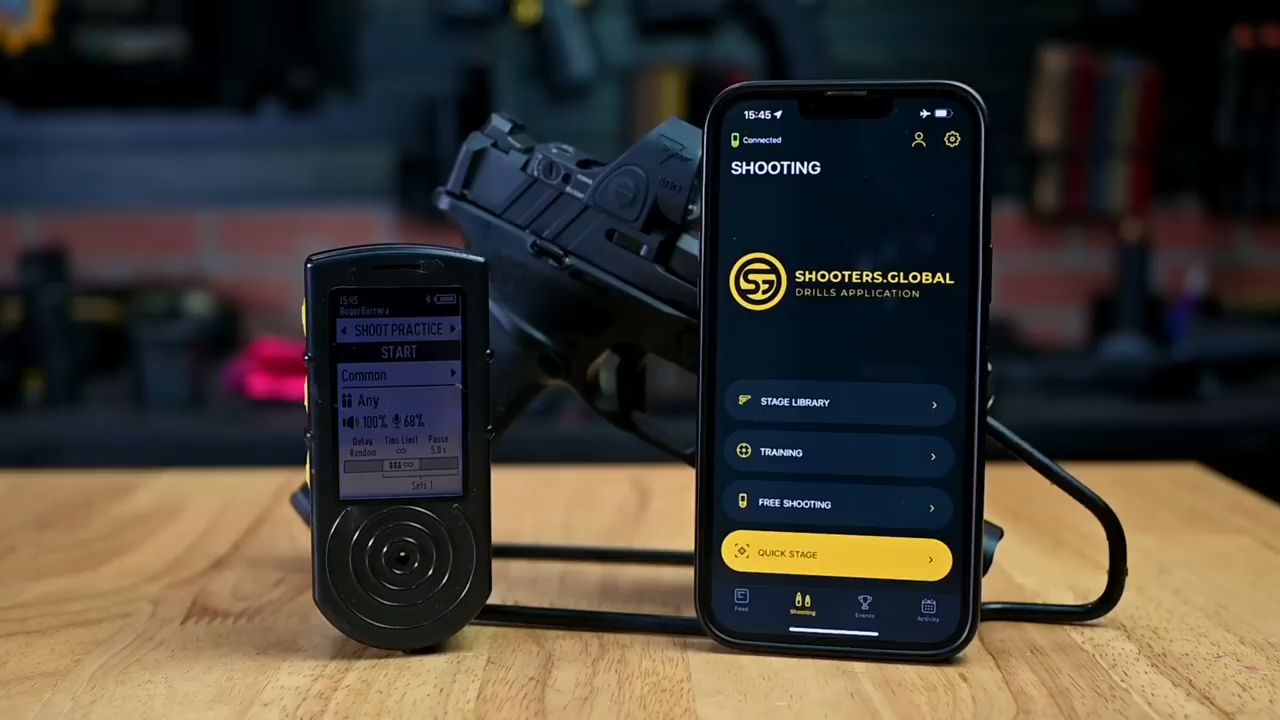 15:45
RogerBarrera
SHOOT PRACTICE
START
Common
Any
100% 68%
Delay Time Limit Pause
Random ∞ 5.0s
∞
Sets 1
15:45
Connected
SHOOTING
SHOOTERS.GLOBAL
DRILLS APPLICATION
STAGE LIBRARY
TRAINING
FREE SHOOTING
QUICK STAGE
Feed Shooting Events Activity